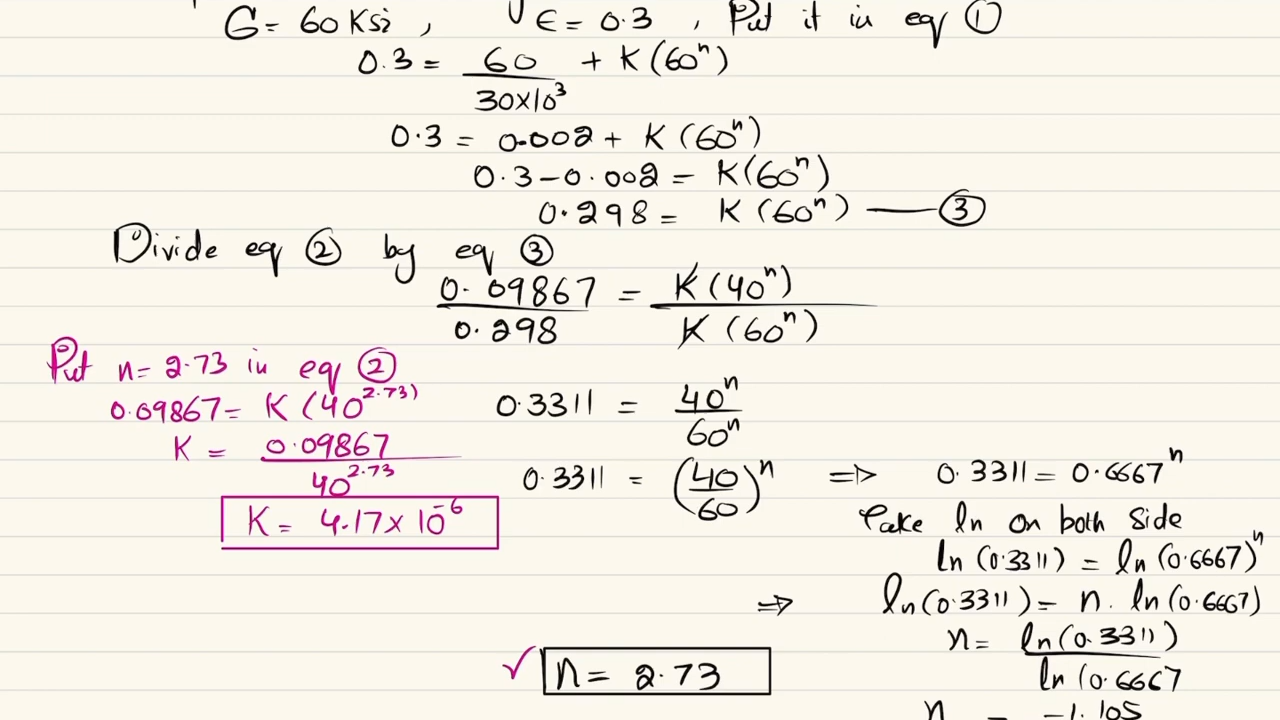 G = 60 Ksi , ε = 0.3 , Put it in eq ①
0.3 = 60 / 30×10³ + K(60ⁿ)
0.3 = 0.002 + K(60ⁿ)
0.3-0.002 = K(60ⁿ)
0.298 = K(60ⁿ) —— ③
Divide eq ② by eq ③
0.09867 / 0.298 = K(40ⁿ) / K(60ⁿ)
0.3311 = 40ⁿ / 60ⁿ
0.3311 = (40/60)ⁿ ⇒ 0.3311 = 0.6667ⁿ
Take ln on both side
ln(0.3311) = ln(0.6667)ⁿ
⇒ ln(0.3311) = n. ln(0.6667)
n = ln(0.3311) / ln(0.6667
n = -1.105
✓ n = 2.73
Put n = 2.73 in eq ②
0.09867 = K(40^2.73)
K = 0.09867 / 40^2.73
K = 4.17×10⁻⁶